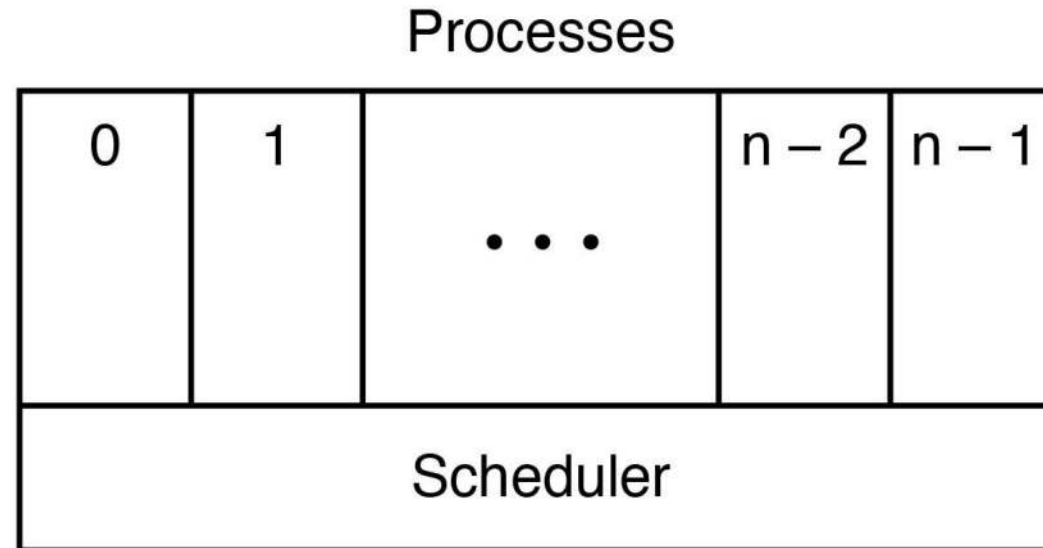 Processes
0 1 n – 2 n – 1
• • •
Scheduler